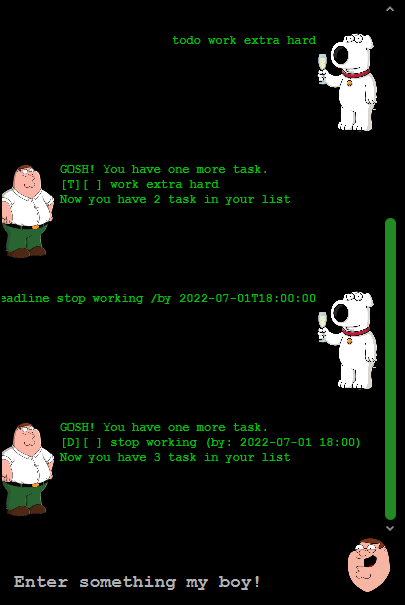 todo work extra hard
GOSH! You have one more task.
[T][ ] work extra hard
Now you have 2 task in your list
eadline stop working /by 2022-07-01T18:00:00
GOSH! You have one more task.
[D][ ] stop working (by: 2022-07-01 18:00)
Now you have 3 task in your list
Enter something my boy!